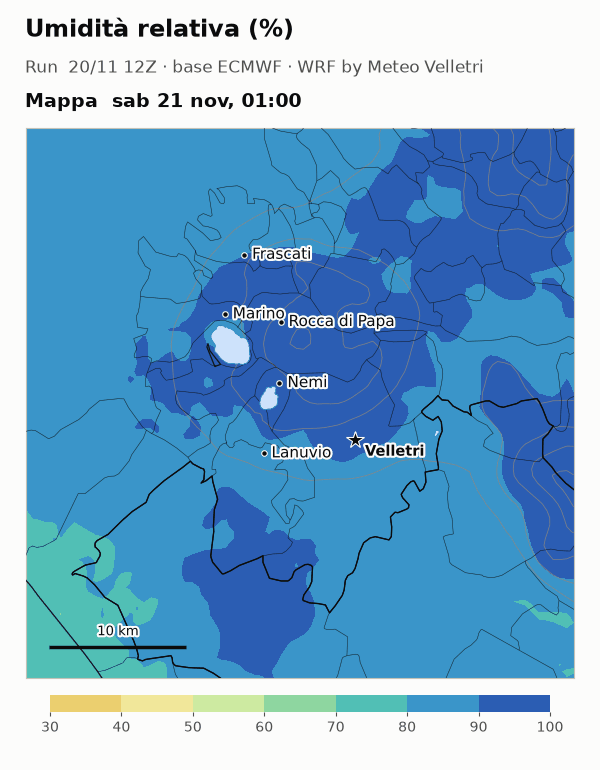 Umidità relativa (%)
Run  20/11 12Z · base ECMWF · WRF by Meteo Velletri
Mappa  sab 21 nov, 01:00
Frascati
Marino
Rocca di Papa
Nemi
Velletri
Lanuvio
10 km
30 40 50 60 70 80 90 100